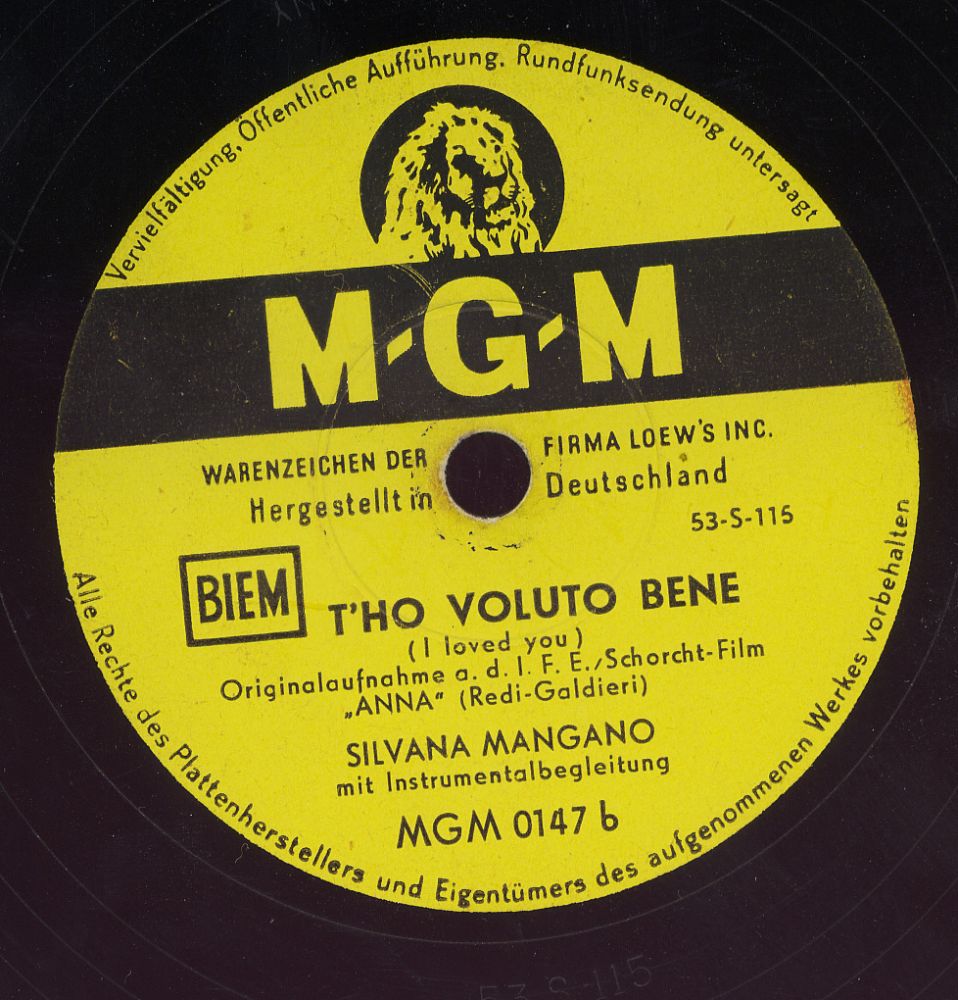 Vervielfältigung, Öffentliche Aufführung. Rundfunksendung untersagt
M-G-M
WARENZEICHEN DER FIRMA LOEW'S INC.
Hergestellt in Deutschland
53-S-115
BIEM
T'HO VOLUTO BENE
(I loved you)
Originalaufnahme a. d. I. F. E./Schorcht-Film
„ANNA“ (Redi-Galdieri)
SILVANA MANGANO
mit Instrumentalbegleitung
MGM 0147 b
Alle Rechte des Plattenherstellers und Eigentümers des aufgenommenen Werkes vorbehalten
53 S-115